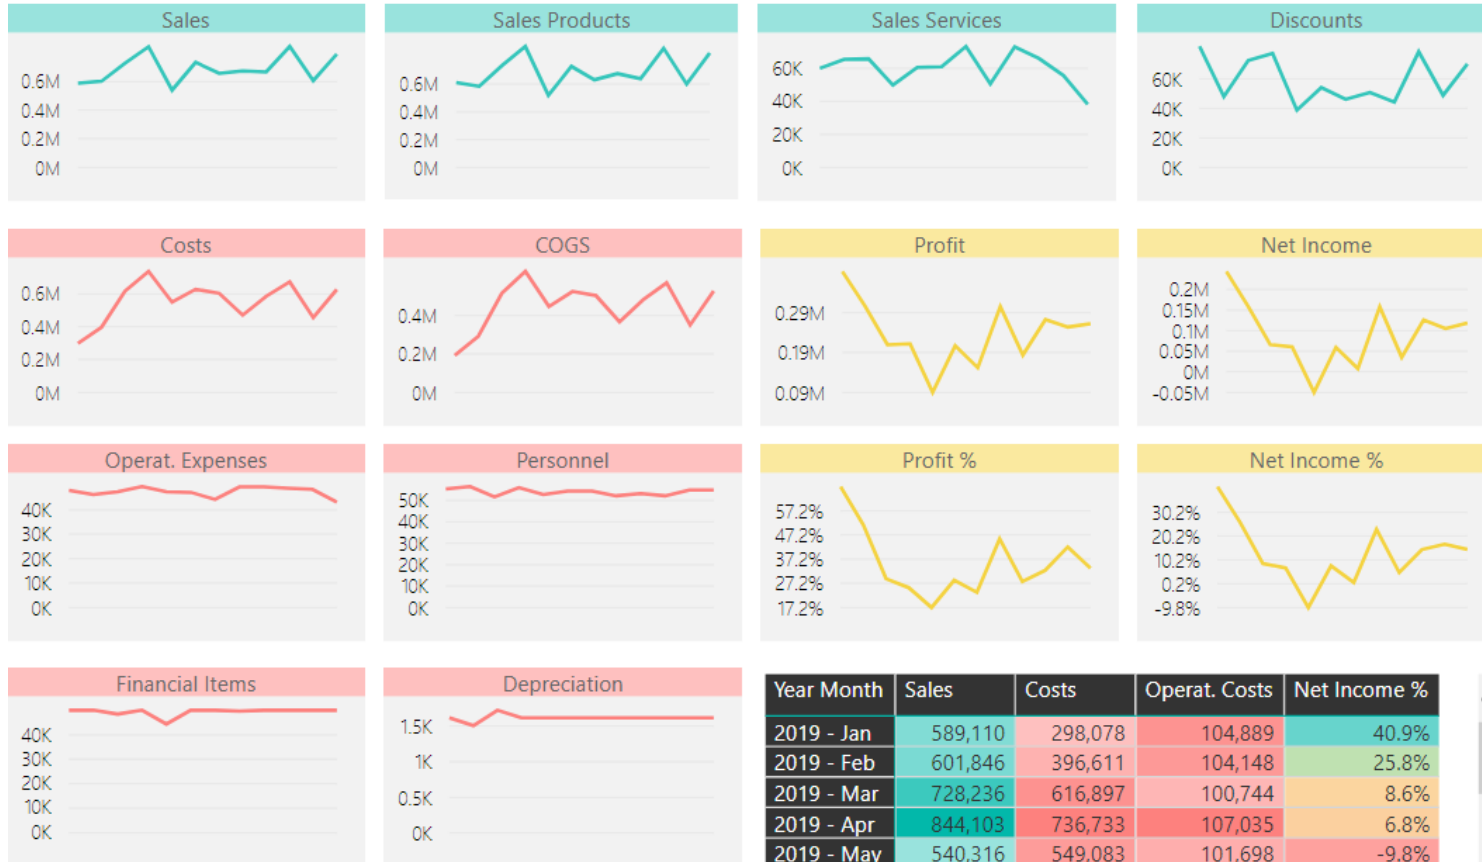 Sales
0.6M
0.4M
0.2M
0M
Sales Products
0.6M
0.4M
0.2M
0M
Sales Services
60K
40K
20K
0K
Discounts
60K
40K
20K
0K
Costs
0.6M
0.4M
0.2M
0M
COGS
0.4M
0.2M
0M
Profit
0.29M
0.19M
0.09M
Net Income
0.2M
0.15M
0.1M
0.05M
0M
-0.05M
Operat. Expenses
40K
30K
20K
10K
0K
Personnel
50K
40K
30K
20K
10K
0K
Profit %
57.2%
47.2%
37.2%
27.2%
17.2%
Net Income %
30.2%
20.2%
10.2%
0.2%
-9.8%
Financial Items
40K
30K
20K
10K
0K
Depreciation
1.5K
1K
0.5K
0K
Year Month Sales Costs Operat. Costs Net Income %
2019 - Jan 589,110 298,078 104,889 40.9%
2019 - Feb 601,846 396,611 104,148 25.8%
2019 - Mar 728,236 616,897 100,744 8.6%
2019 - Apr 844,103 736,733 107,035 6.8%
2019 - May 540,316 549,083 101,698 -9.8%